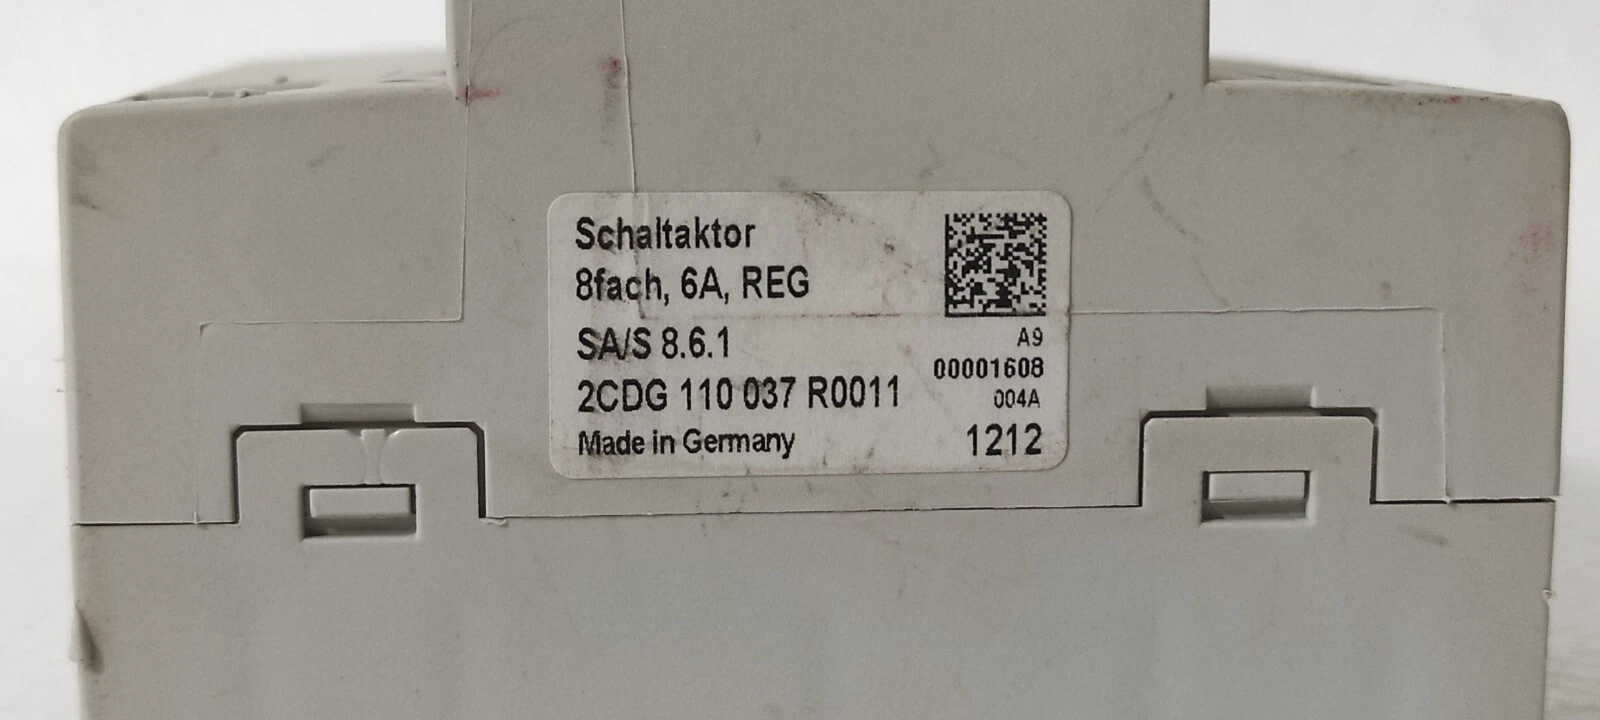 Schaltaktor
8fach, 6A, REG
SA/S 8.6.1
2CDG 110 037 R0011
Made in Germany
A9
00001608
004A
1212